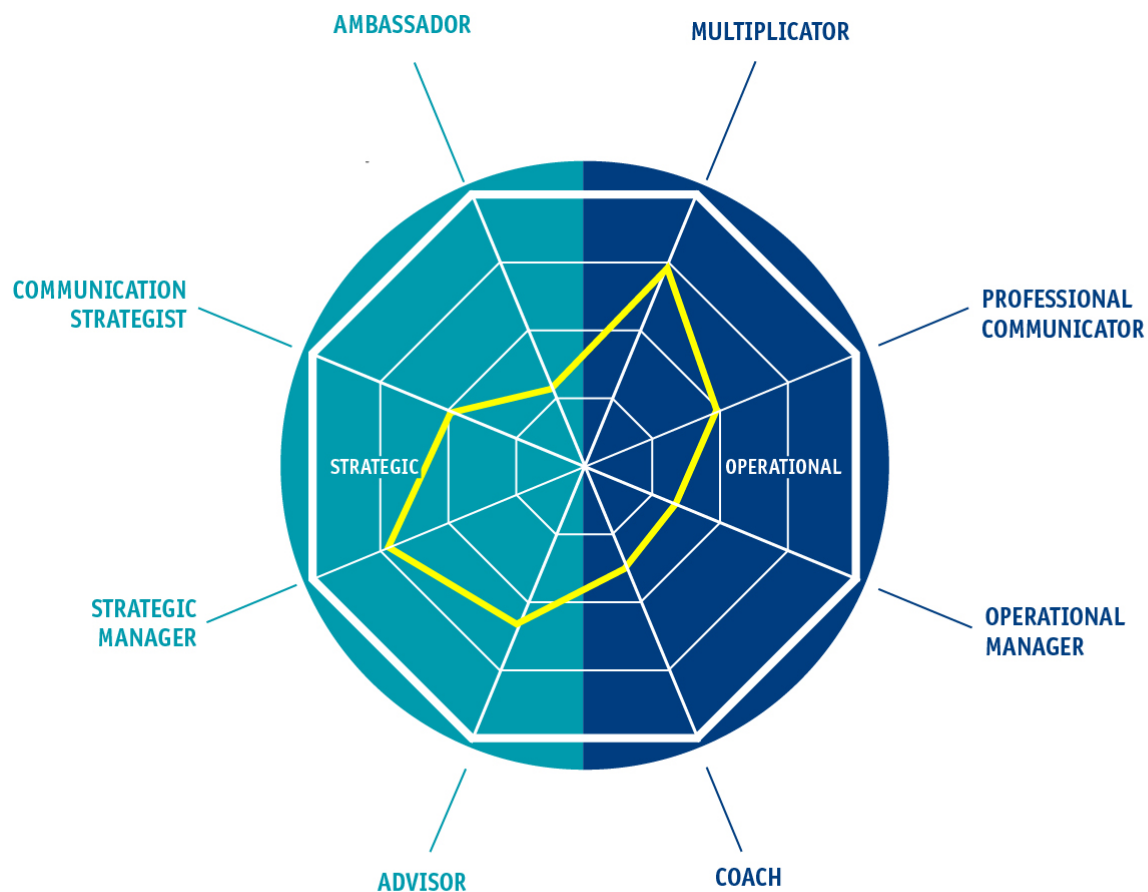 AMBASSADOR
MULTIPLICATOR
COMMUNICATION
STRATEGIST
PROFESSIONAL
COMMUNICATOR
STRATEGIC
OPERATIONAL
STRATEGIC
MANAGER
OPERATIONAL
MANAGER
ADVISOR
COACH